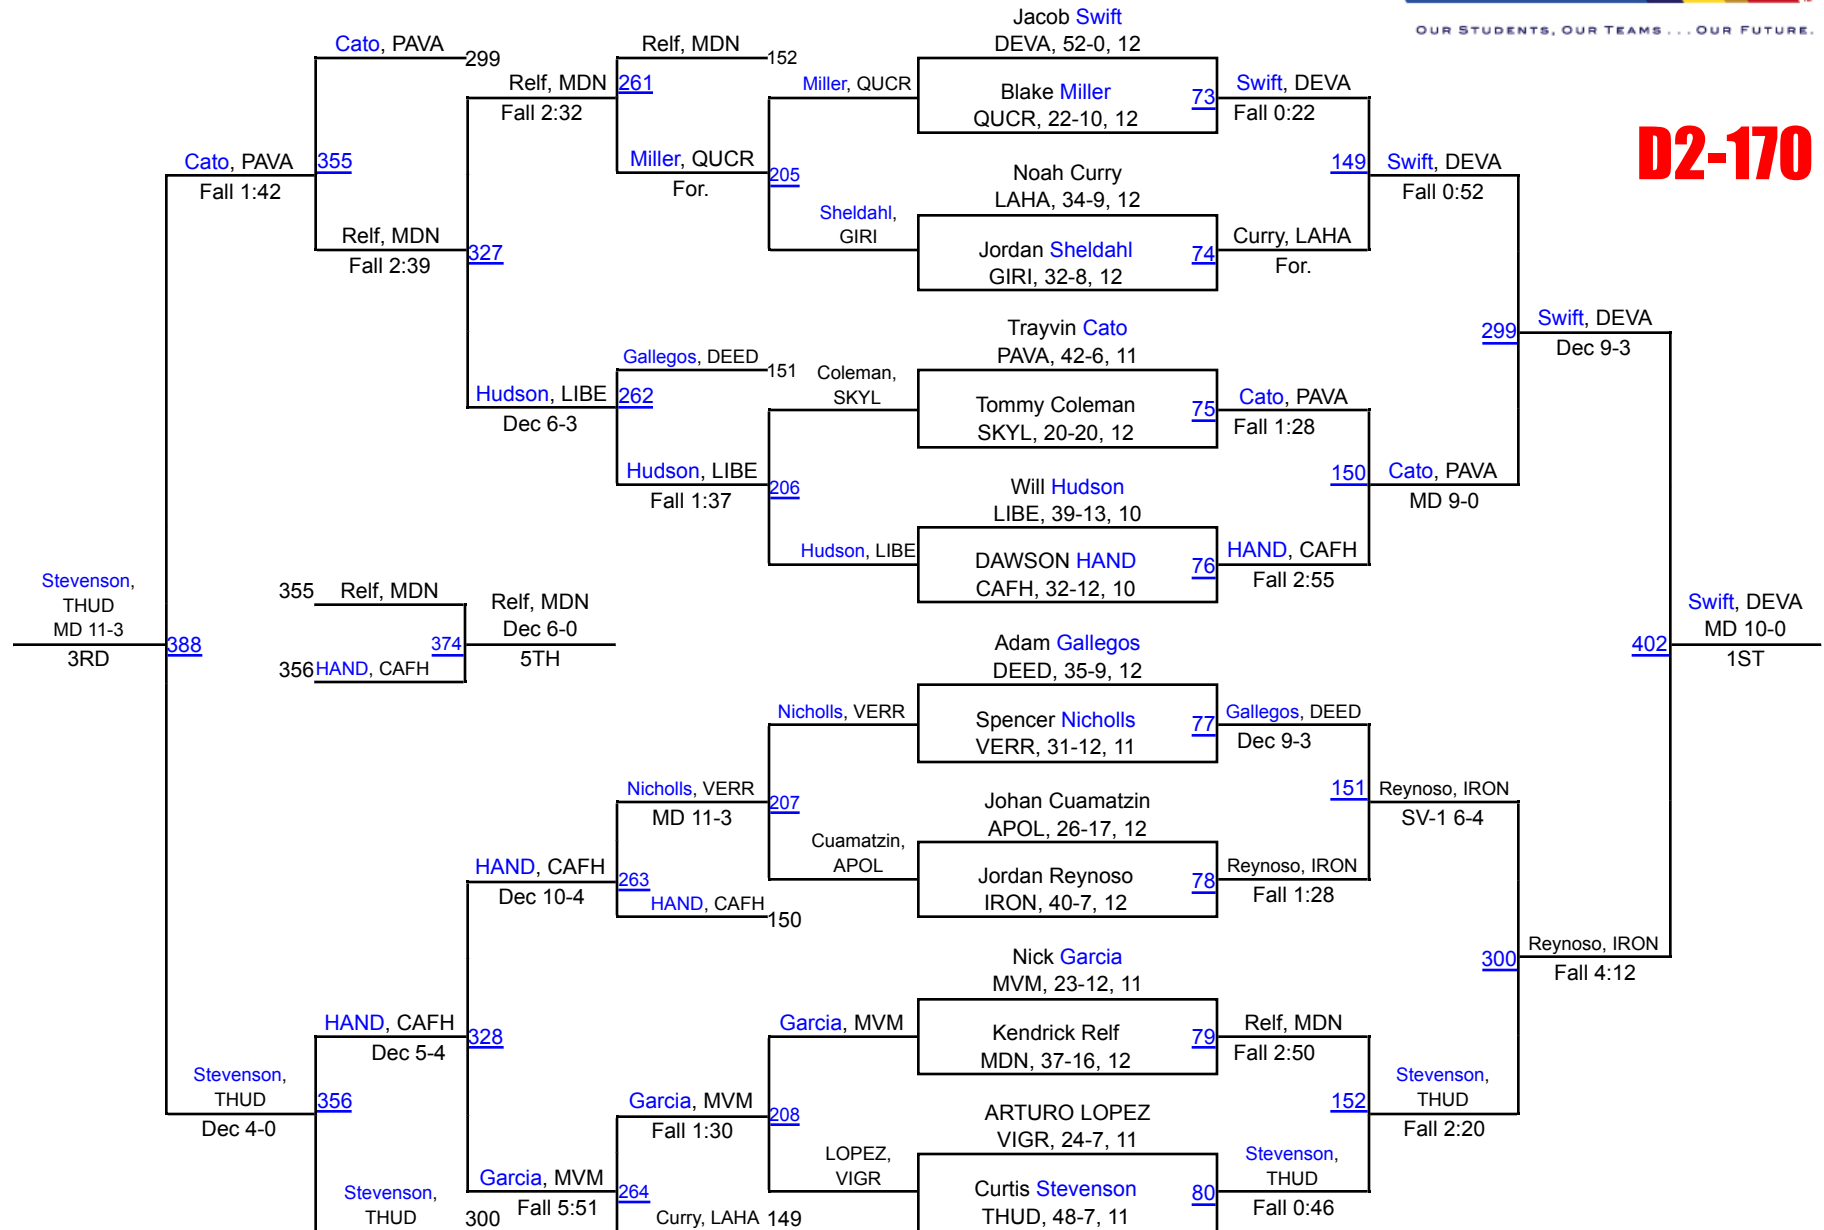 OUR STUDENTS, OUR TEAMS . . . OUR FUTURE.
D2-170
Jacob Swift
DEVA, 52-0, 12
Blake Miller
QUCR, 22-10, 12
73
Noah Curry
LAHA, 34-9, 12
Jordan Sheldahl
GIRI, 32-8, 12
74
Trayvin Cato
PAVA, 42-6, 11
Tommy Coleman
SKYL, 20-20, 12
75
Will Hudson
LIBE, 39-13, 10
DAWSON HAND
CAFH, 32-12, 10
76
Adam Gallegos
DEED, 35-9, 12
Spencer Nicholls
VERR, 31-12, 11
77
Johan Cuamatzin
APOL, 26-17, 12
Jordan Reynoso
IRON, 40-7, 12
78
Nick Garcia
MVM, 23-12, 11
Kendrick Relf
MDN, 37-16, 12
79
ARTURO LOPEZ
VIGR, 24-7, 11
Curtis Stevenson
THUD, 48-7, 11
80
Swift, DEVA
Fall 0:22
149
Curry, LAHA
For.
Cato, PAVA
Fall 1:28
150
HAND, CAFH
Fall 2:55
Gallegos, DEED
Dec 9-3
151
Reynoso, IRON
Fall 1:28
Relf, MDN
Fall 2:50
152
Stevenson,
THUD
Fall 0:46
Swift, DEVA
Fall 0:52
299
Cato, PAVA
MD 9-0
Reynoso, IRON
SV-1 6-4
300
Stevenson,
THUD
Fall 2:20
Swift, DEVA
Dec 9-3
402
Reynoso, IRON
Fall 4:12
Swift, DEVA
MD 10-0
1ST
Miller, QUCR
205
Sheldahl,
GIRI
Coleman,
SKYL
206
Hudson, LIBE
Nicholls, VERR
207
Cuamatzin,
APOL
Garcia, MVM
208
LOPEZ,
VIGR
Relf, MDN
152
261
Miller, QUCR
For.
Gallegos, DEED
151
262
Hudson, LIBE
Fall 1:37
Nicholls, VERR
MD 11-3
263
HAND, CAFH
150
Garcia, MVM
Fall 1:30
264
Curry, LAHA 149
Relf, MDN
Fall 2:32
327
Hudson, LIBE
Dec 6-3
HAND, CAFH
Dec 10-4
328
Garcia, MVM
Fall 5:51
Cato, PAVA
299
355
Relf, MDN
Fall 2:39
HAND, CAFH
Dec 5-4
356
Stevenson,
THUD
300
Cato, PAVA
Fall 1:42
388
Stevenson,
THUD
Dec 4-0
Stevenson,
THUD
MD 11-3
3RD
355 Relf, MDN
374
356 HAND, CAFH
Relf, MDN
Dec 6-0
5TH